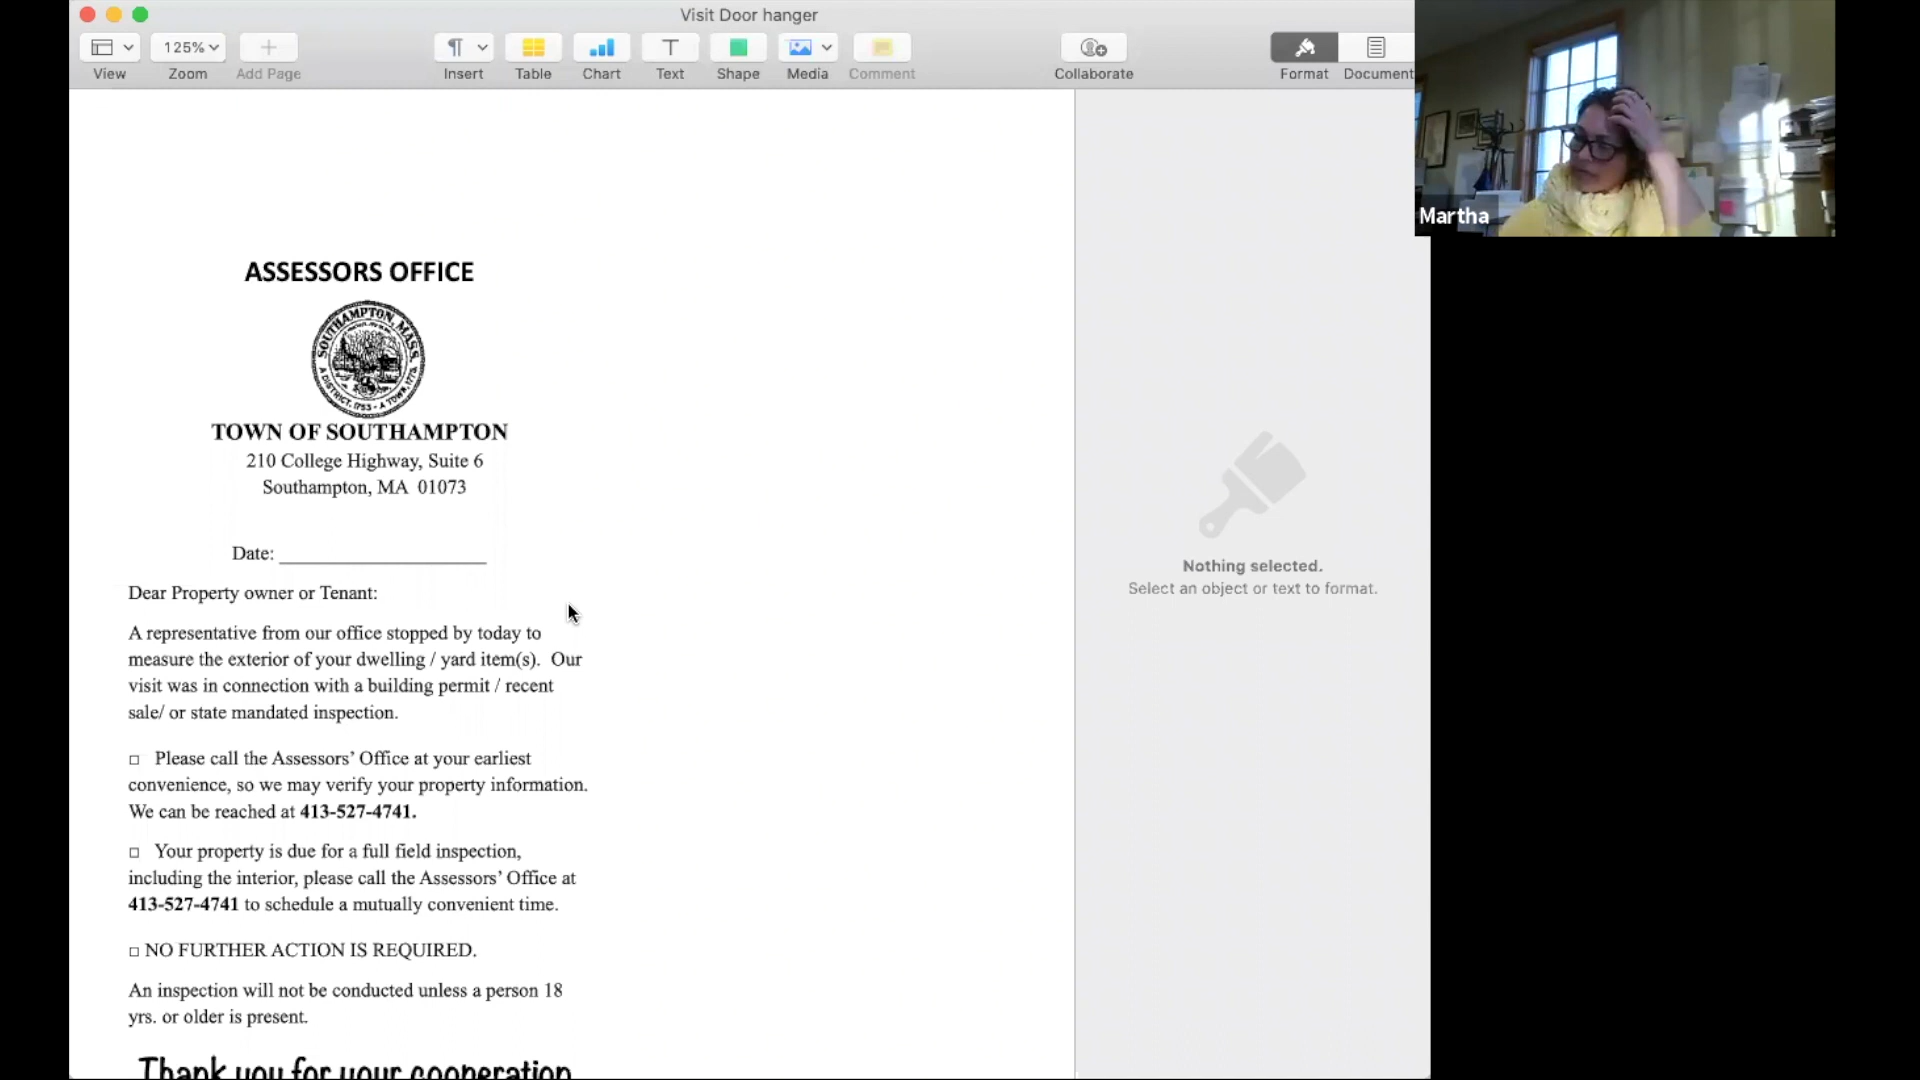 Visit Door hanger
125%
View
Zoom
Add Page
Insert
Table
Chart
T
Text
Shape
Media
Comment
Collaborate
Format
Document
Martha
ASSESSORS OFFICE
SOUTHAMPTON, MASS.
A DISTRICT, 1753 - A TOWN, 1775
TOWN OF SOUTHAMPTON
210 College Highway, Suite 6
Southampton, MA 01073
Date: ______________________
Dear Property owner or Tenant:
A representative from our office stopped by today to
measure the exterior of your dwelling / yard item(s). Our
visit was in connection with a building permit / recent
sale/ or state mandated inspection.
□ Please call the Assessors’ Office at your earliest
convenience, so we may verify your property information.
We can be reached at 413-527-4741.
□ Your property is due for a full field inspection,
including the interior, please call the Assessors’ Office at
413-527-4741 to schedule a mutually convenient time.
□ NO FURTHER ACTION IS REQUIRED.
An inspection will not be conducted unless a person 18
yrs. or older is present.
Thank you for your cooperation
Nothing selected.
Select an object or text to format.